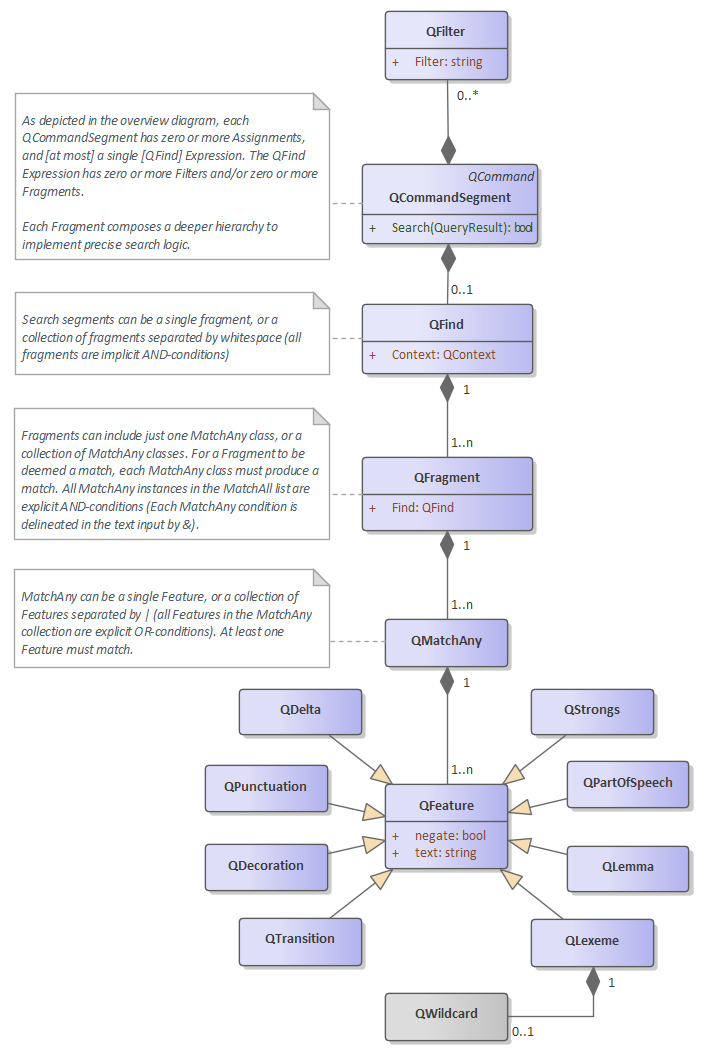 QFilter
+ Filter: string
0..*
As depicted in the overview diagram, each
QCommandSegment has zero or more Assignments,
and [at most] a single [QFind] Expression. The QFind
Expression has zero or more Filters and/or zero or more
Fragments.
Each Fragment composes a deeper hierarchy to
implement precise search logic.
QCommand
QCommandSegment
+ Search(QueryResult): bool
0..1
Search segments can be a single fragment, or a
collection of fragments separated by whitespace (all
fragments are implicit AND-conditions)
QFind
+ Context: QContext
1
1..n
Fragments can include just one MatchAny class, or a
collection of MatchAny classes. For a Fragment to be
deemed a match, each MatchAny class must produce a
match. All MatchAny instances in the MatchAll list are
explicit AND-conditions (Each MatchAny condition is
delineated in the text input by &).
QFragment
+ Find: QFind
1
1..n
MatchAny can be a single Feature, or a collection of
Features separated by | (all Features in the MatchAny
collection are explicit OR-conditions). At least one
Feature must match.
QMatchAny
1
1..n
QDelta
QStrongs
QPunctuation
QPartOfSpeech
QFeature
+ negate: bool
+ text: string
QDecoration
QLemma
QTransition
QLexeme
1
0..1
QWildcard